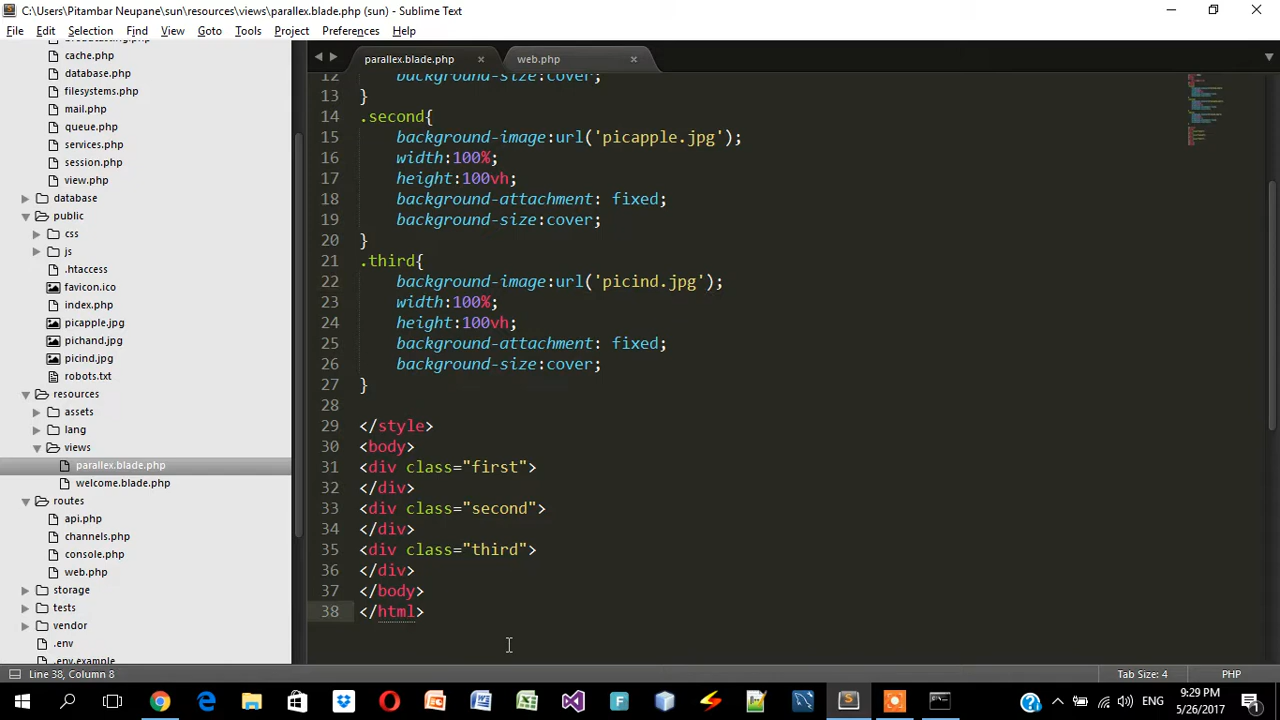 C:\Users\Pitambar Neupane\sun\resources\views\parallex.blade.php (sun) - Sublime Text
File Edit Selection Find View Goto Tools Project Preferences Help
broadcasting.php
cache.php
database.php
filesystems.php
mail.php
queue.php
services.php
session.php
view.php
database
public
css
js
.htaccess
favicon.ico
index.php
picapple.jpg
pichand.jpg
picind.jpg
robots.txt
resources
assets
lang
views
parallex.blade.php
welcome.blade.php
routes
api.php
channels.php
console.php
web.php
storage
tests
vendor
.env
.env.example
parallex.blade.php
web.php
12 background-size:cover;
13 }
14 .second{
15 background-image:url('picapple.jpg');
16 width:100%;
17 height:100vh;
18 background-attachment: fixed;
19 background-size:cover;
20 }
21 .third{
22 background-image:url('picind.jpg');
23 width:100%;
24 height:100vh;
25 background-attachment: fixed;
26 background-size:cover;
27 }
28
29 </style>
30 <body>
31 <div class="first">
32 </div>
33 <div class="second">
34 </div>
35 <div class="third">
36 </div>
37 </body>
38 </html>
Line 38, Column 8
Tab Size: 4
PHP
ENG
9:29 PM
5/26/2017
1